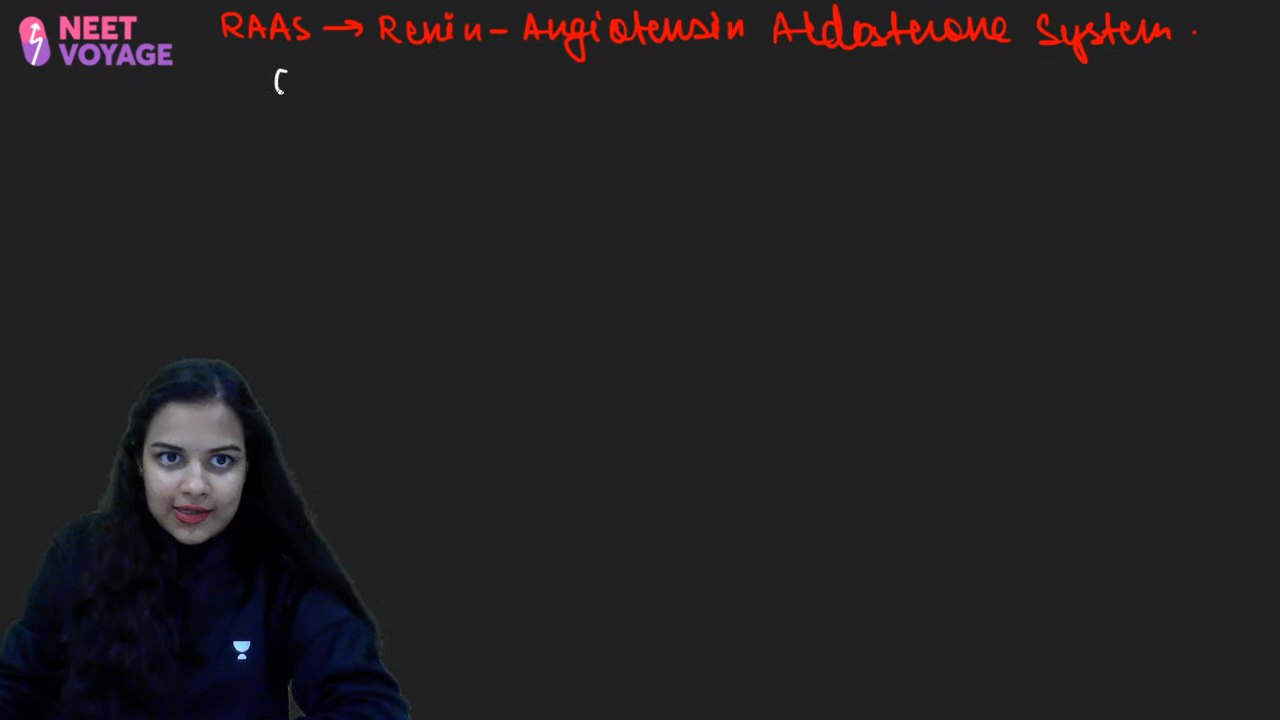 NEET
VOYAGE
RAAS → Renin-Angiotensin Aldosterone System.